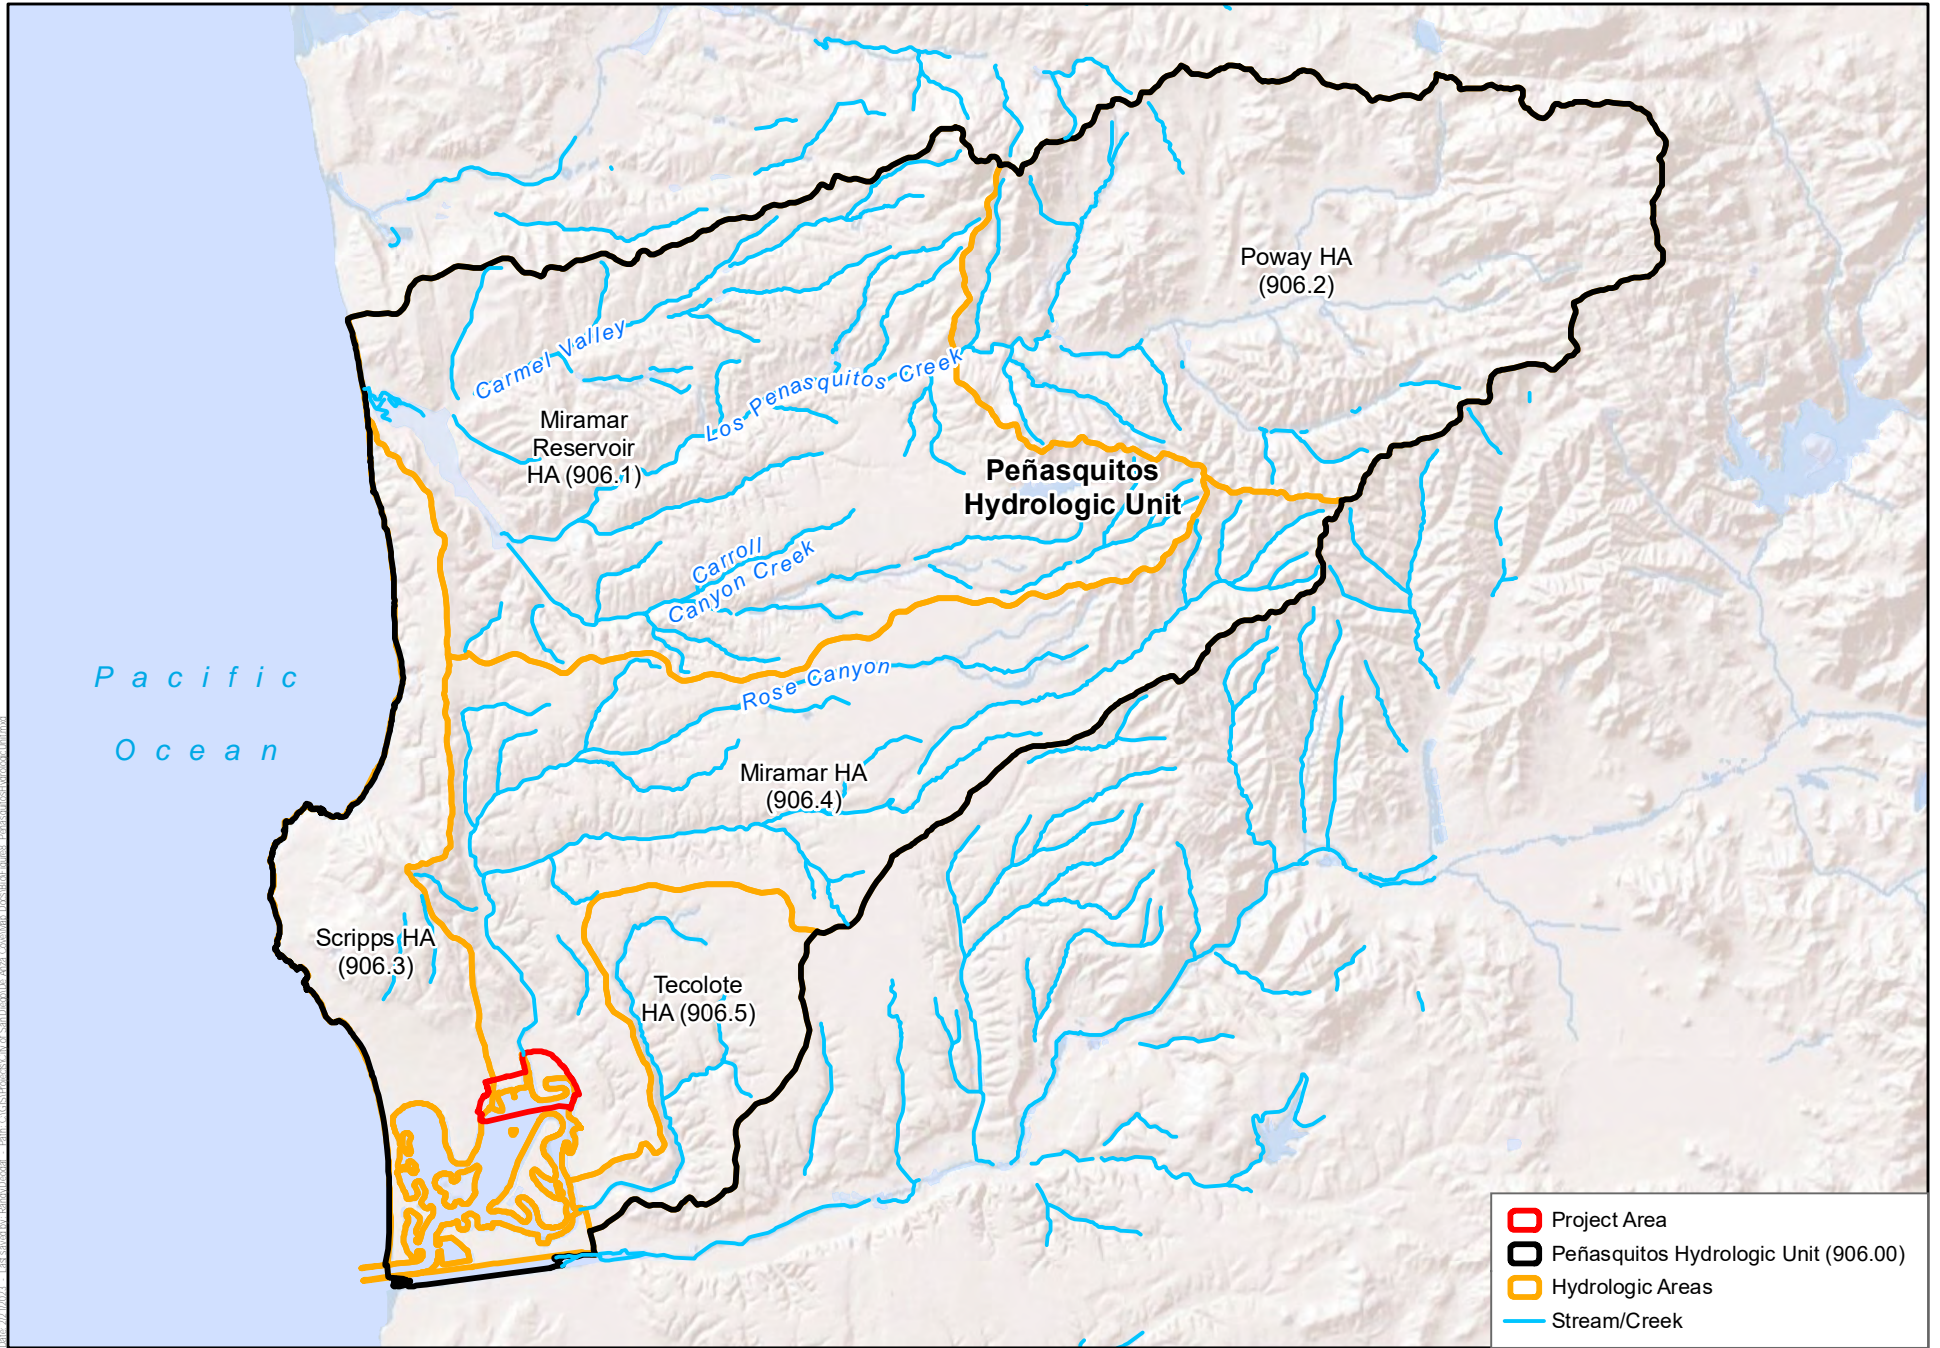 Poway HA
(906.2)
Carmel Valley
Los Penasquitos Creek
Miramar
Reservoir
HA (906.1)
Peñasquitos
Hydrologic Unit
Carroll
Canyon Creek
Rose Canyon
Pacific
Ocean
Miramar HA
(906.4)
Scripps HA
(906.3)
Tecolote
HA (906.5)
Project Area
Peñasquitos Hydrologic Unit (906.00)
Hydrologic Areas
Stream/Creek